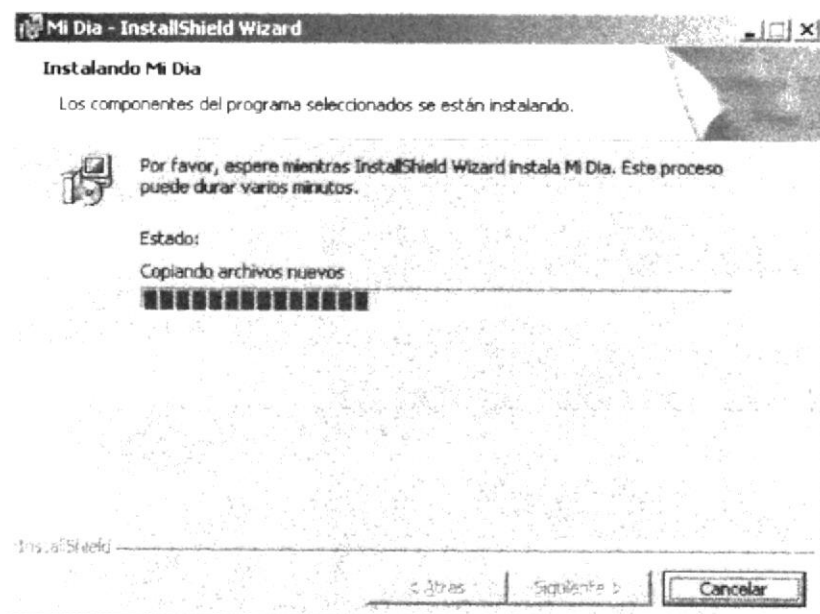 Mi Dia - InstallShield Wizard
Instalando Mi Dia
Los componentes del programa seleccionados se están instalando.
Por favor, espere mientras InstallShield Wizard instala Mi Dia. Este proceso
puede durar varios minutos.
Estado:
Copiando archivos nuevos
InstallShield
< Atras
Siguiente >
Cancelar